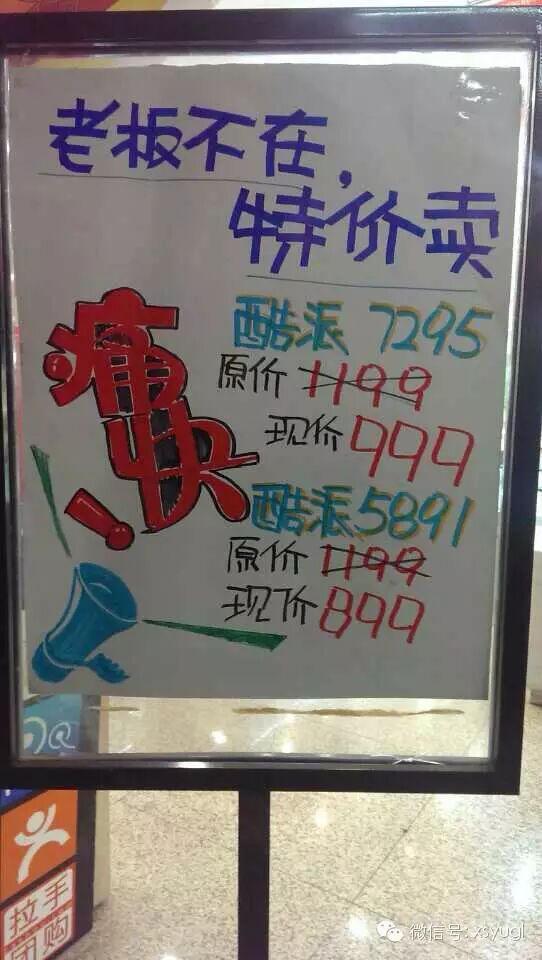 老板不在，
特价卖
痛快！
酷派 7295
原价 1199
现价 999
酷派 5891
原价 1199
现价 899
@
拉手
团购
微信号: xsyugl